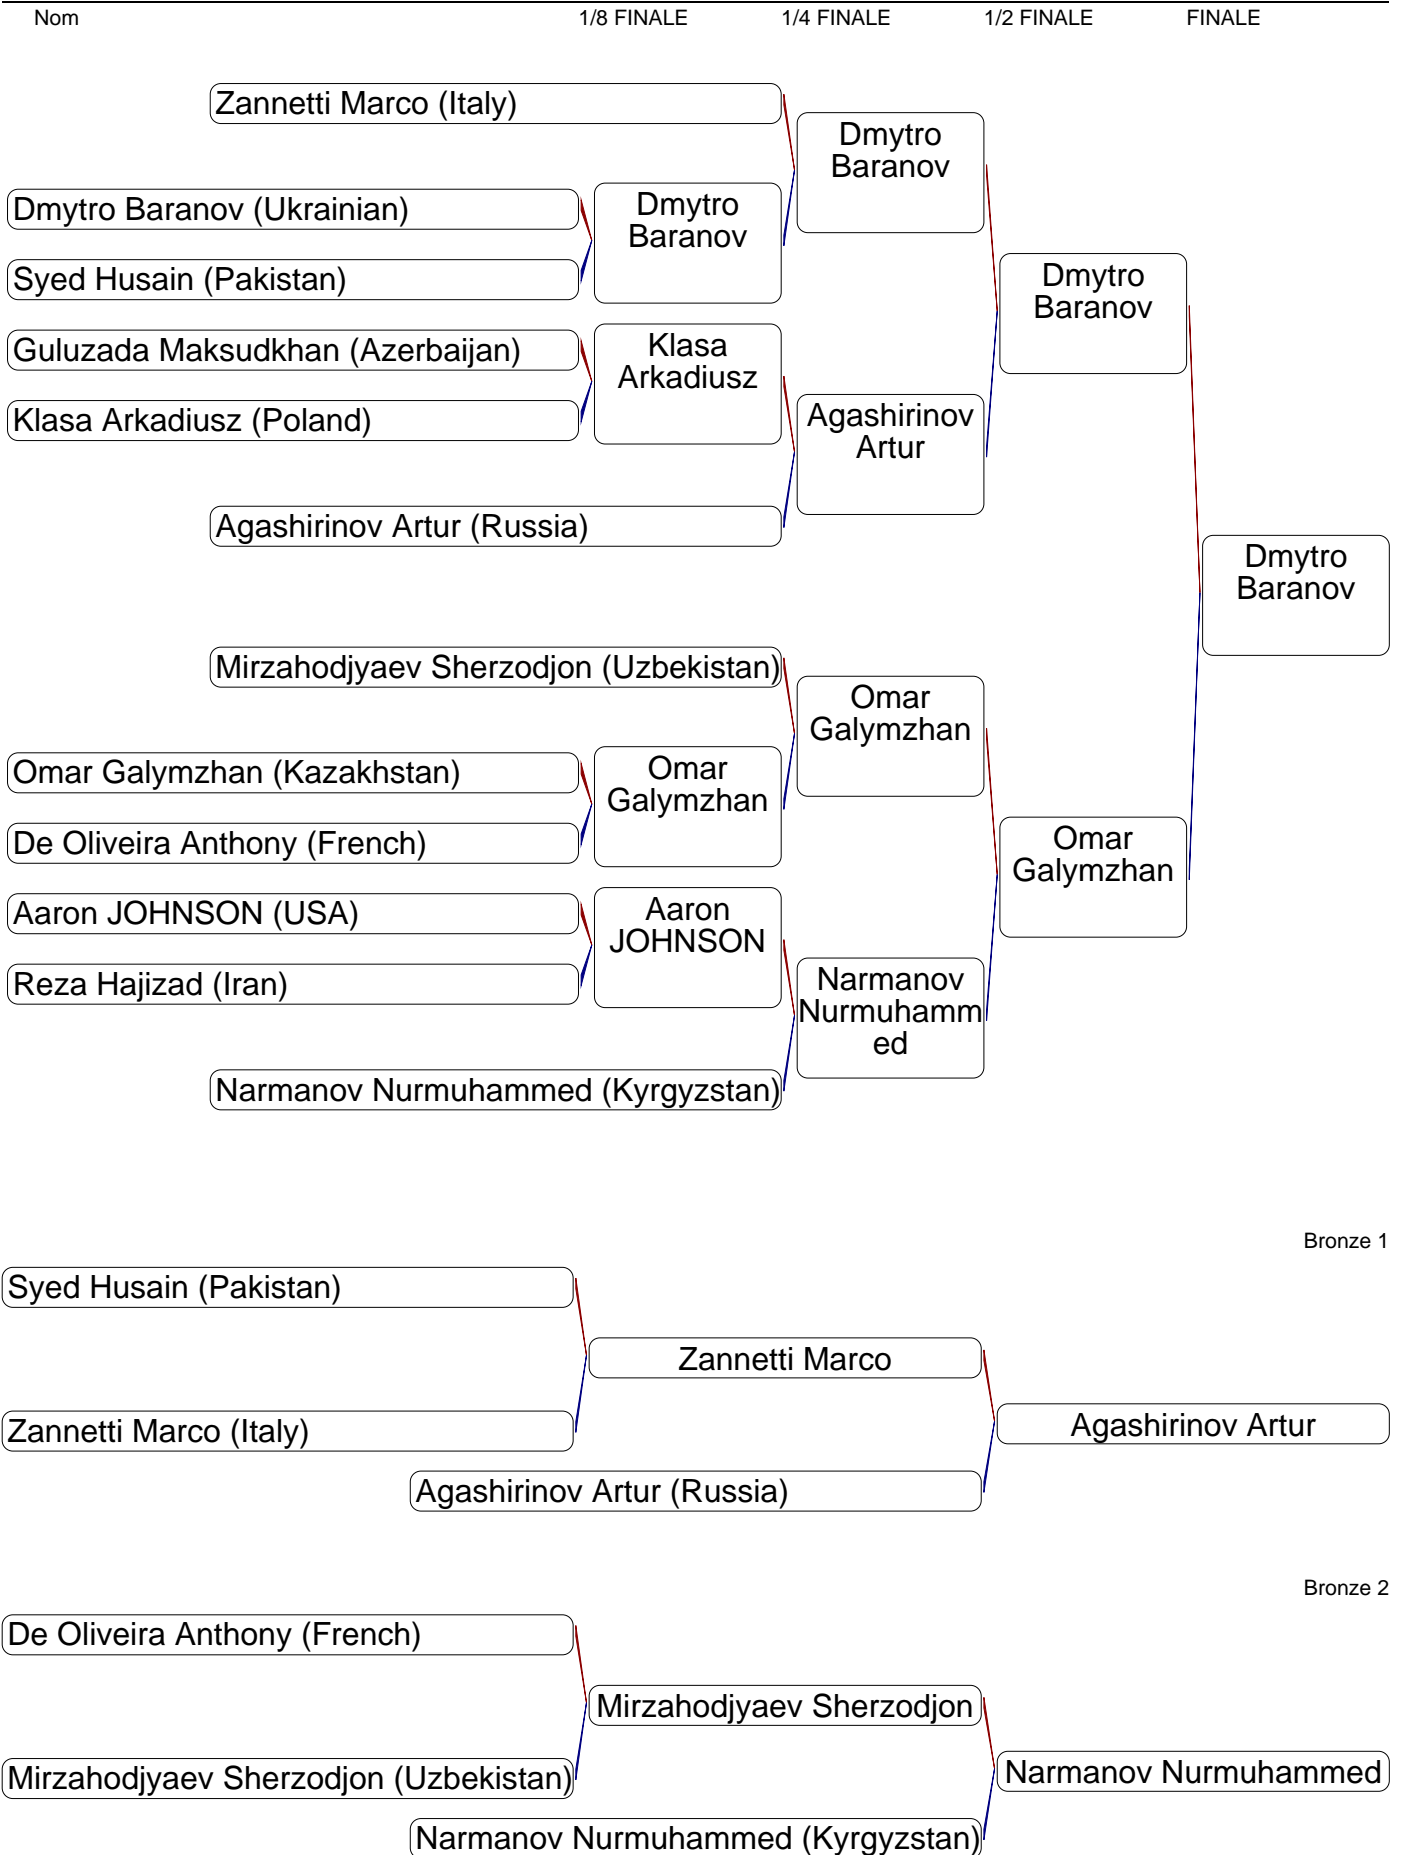 Nom 1/8 FINALE 1/4 FINALE 1/2 FINALE FINALE
Zannetti Marco (Italy)
Dmytro
Baranov
Dmytro Baranov (Ukrainian)
Dmytro
Baranov
Syed Husain (Pakistan)
Dmytro
Baranov
Guluzada Maksudkhan (Azerbaijan)
Klasa
Arkadiusz
Klasa Arkadiusz (Poland)
Agashirinov
Artur
Agashirinov Artur (Russia)
Dmytro
Baranov
Mirzahodjyaev Sherzodjon (Uzbekistan)
Omar
Galymzhan
Omar Galymzhan (Kazakhstan)
Omar
Galymzhan
De Oliveira Anthony (French)
Omar
Galymzhan
Aaron JOHNSON (USA)
Aaron
JOHNSON
Reza Hajizad (Iran)
Narmanov
Nurmuhamm
ed
Narmanov Nurmuhammed (Kyrgyzstan)
Bronze 1
Syed Husain (Pakistan)
Zannetti Marco
Zannetti Marco (Italy)
Agashirinov Artur
Agashirinov Artur (Russia)
Bronze 2
De Oliveira Anthony (French)
Mirzahodjyaev Sherzodjon
Mirzahodjyaev Sherzodjon (Uzbekistan)
Narmanov Nurmuhammed
Narmanov Nurmuhammed (Kyrgyzstan)